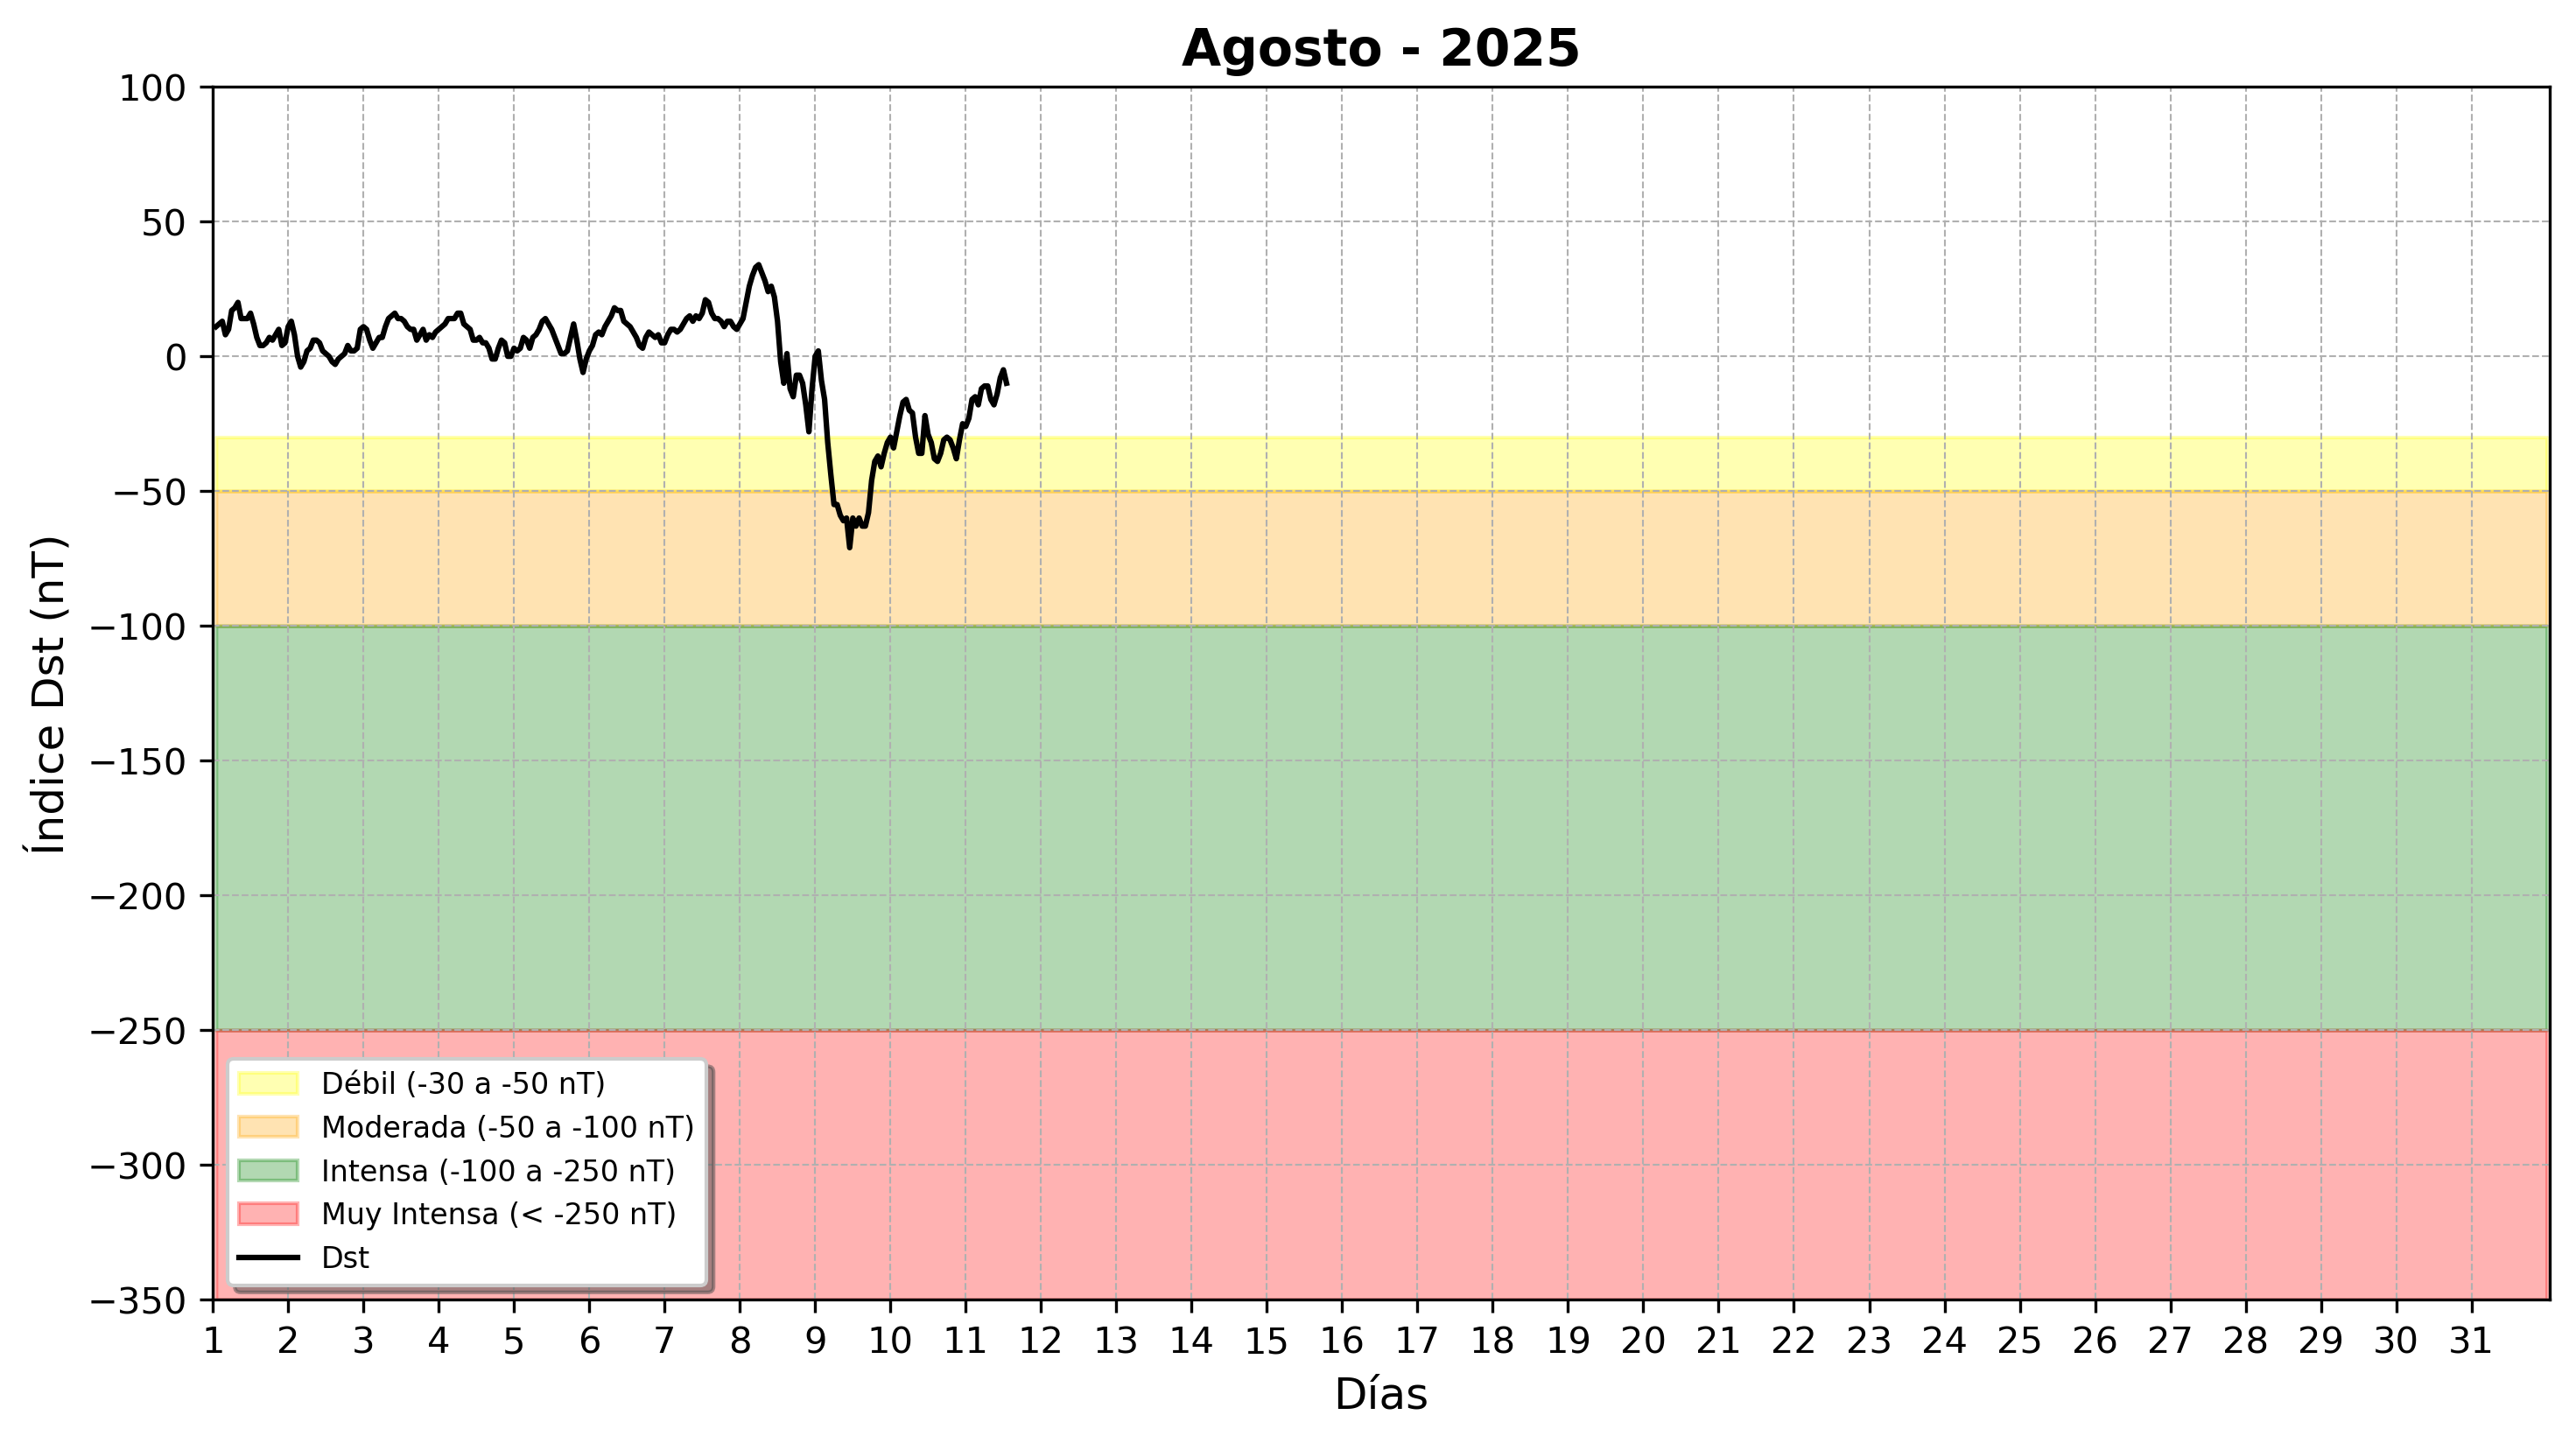 Agosto - 2025
100
50
0
−50
−100
−150
−200
−250
−300
−350
Índice Dst (nT)
Débil (-30 a -50 nT)
Moderada (-50 a -100 nT)
Intensa (-100 a -250 nT)
Muy Intensa (< -250 nT)
Dst
1 2 3 4 5 6 7 8 9 10 11 12 13 14 15 16 17 18 19 20 21 22 23 24 25 26 27 28 29 30 31
Días